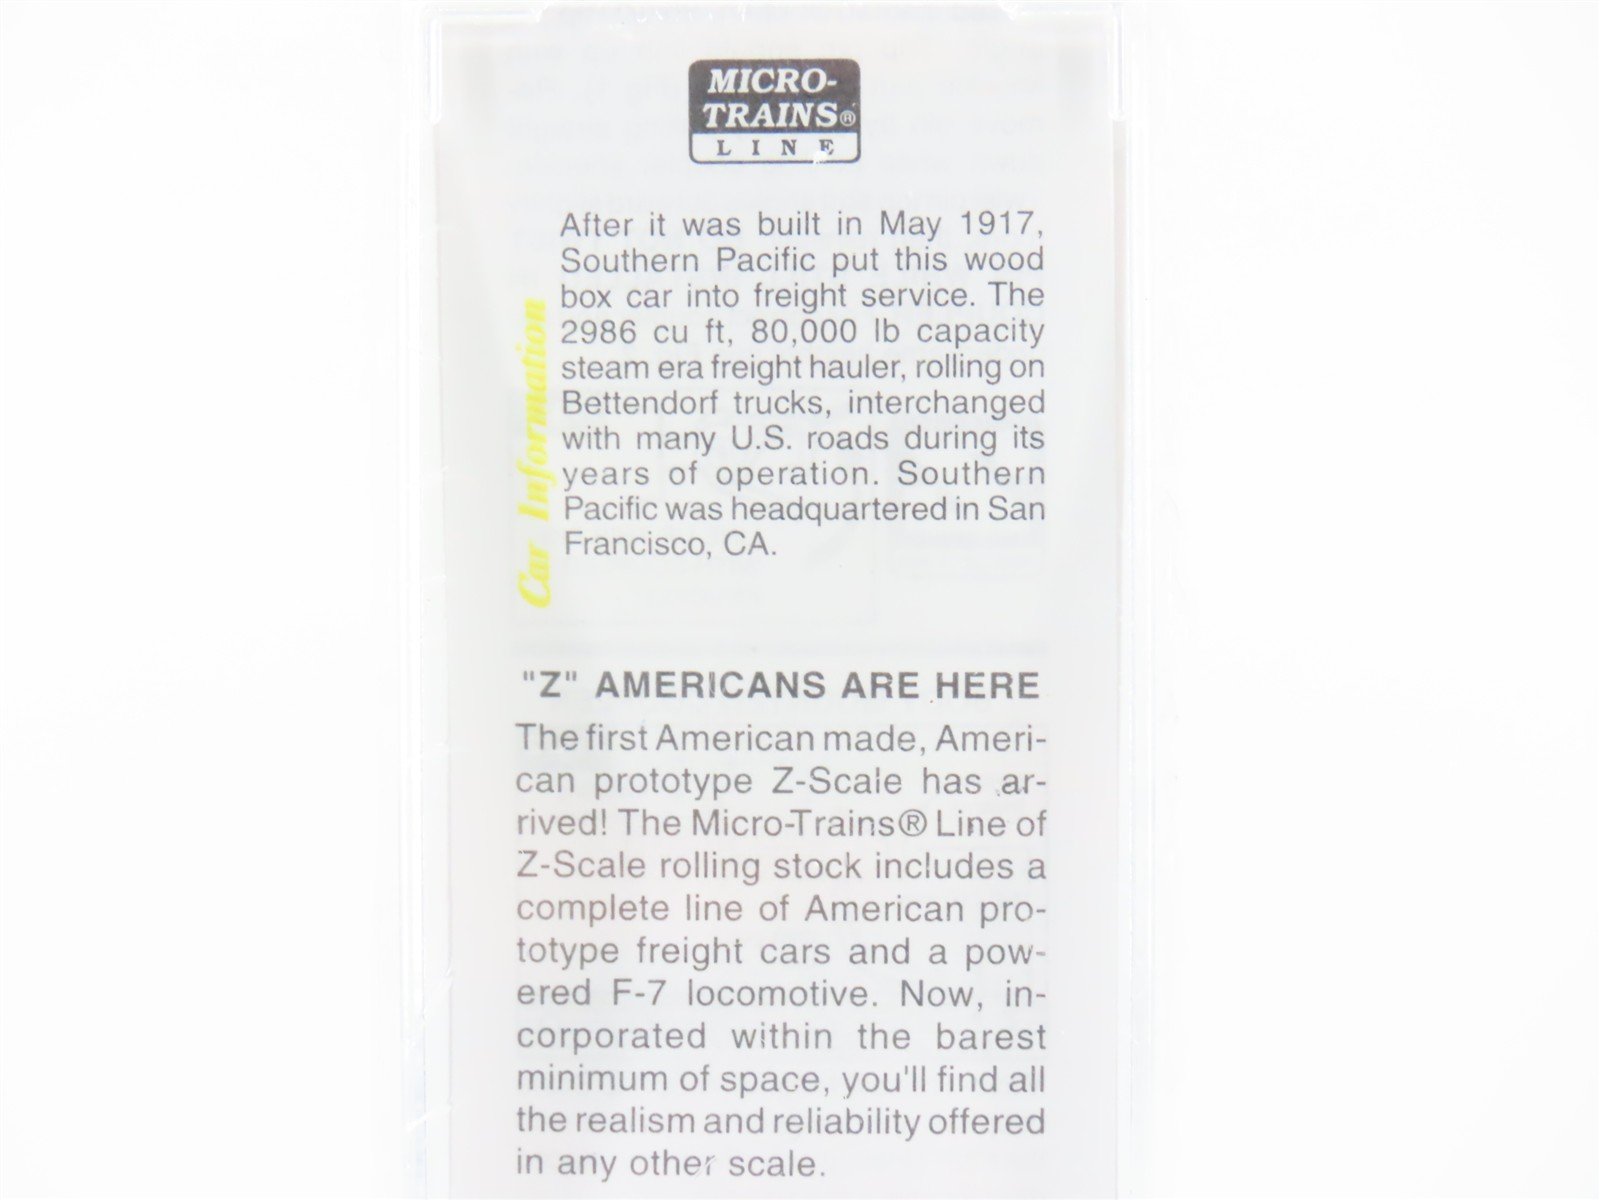 MICRO-
TRAINS®
LINE
After it was built in May 1917,
Southern Pacific put this wood
box car into freight service. The
2986 cu ft, 80,000 lb capacity
steam era freight hauler, rolling on
Bettendorf trucks, interchanged
with many U.S. roads during its
years of operation. Southern
Pacific was headquartered in San
Francisco, CA.
Car Information
"Z" AMERICANS ARE HERE
The first American made, Ameri-
can prototype Z-Scale has ar-
rived! The Micro-Trains® Line of
Z-Scale rolling stock includes a
complete line of American pro-
totype freight cars and a pow-
ered F-7 locomotive. Now, in-
corporated within the barest
minimum of space, you'll find all
the realism and reliability offered
in any other scale.